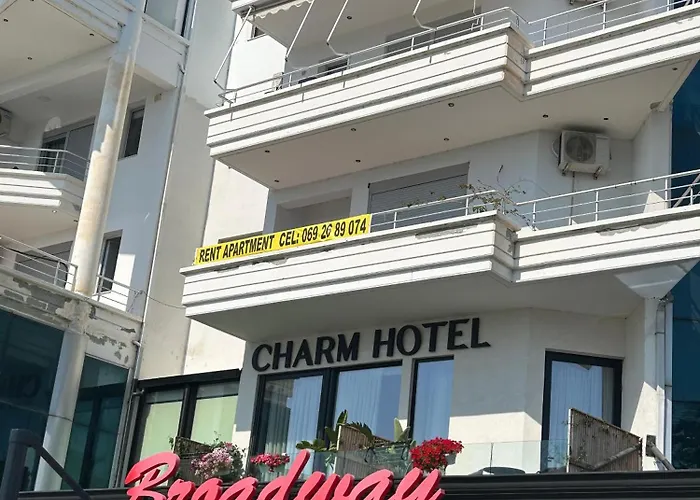 RENT APARTMENT CEL: 069 26 89 074
CHARM HOTEL
Broadway